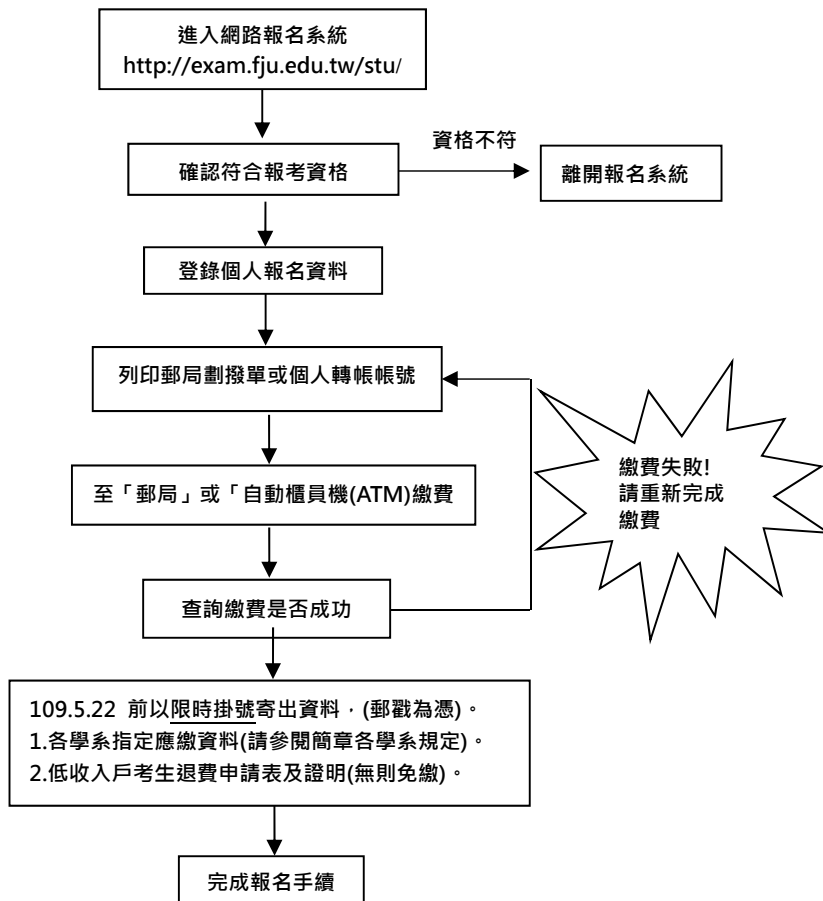 進入網路報名系統
http://exam.fju.edu.tw/stu/
資格不符
確認符合報考資格
離開報名系統
登錄個人報名資料
列印郵局劃撥單或個人轉帳帳號
繳費失敗!
請重新完成
繳費
至「郵局」或「自動櫃員機(ATM)繳費
查詢繳費是否成功
109.5.22 前以限時掛號寄出資料，(郵戳為憑)。
1.各學系指定應繳資料(請參閱簡章各學系規定)。
2.低收入戶考生退費申請表及證明(無則免繳)。
完成報名手續